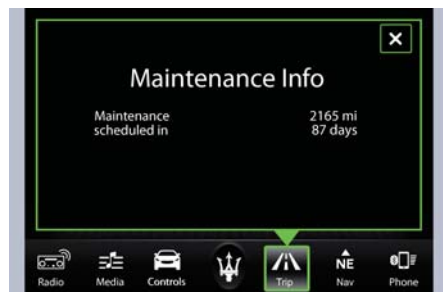 Maintenance Info
Maintenance 2165 mi
scheduled in 87 days
NE
Radio Media Controls Trip Nav Phone